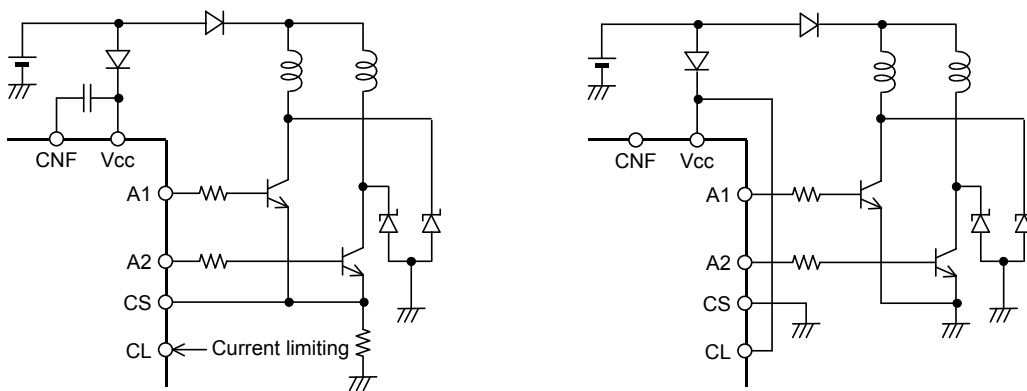 CNF
Vcc
A1
A2
CS
CL
Current limiting
CNF
Vcc
A1
A2
CS
CL